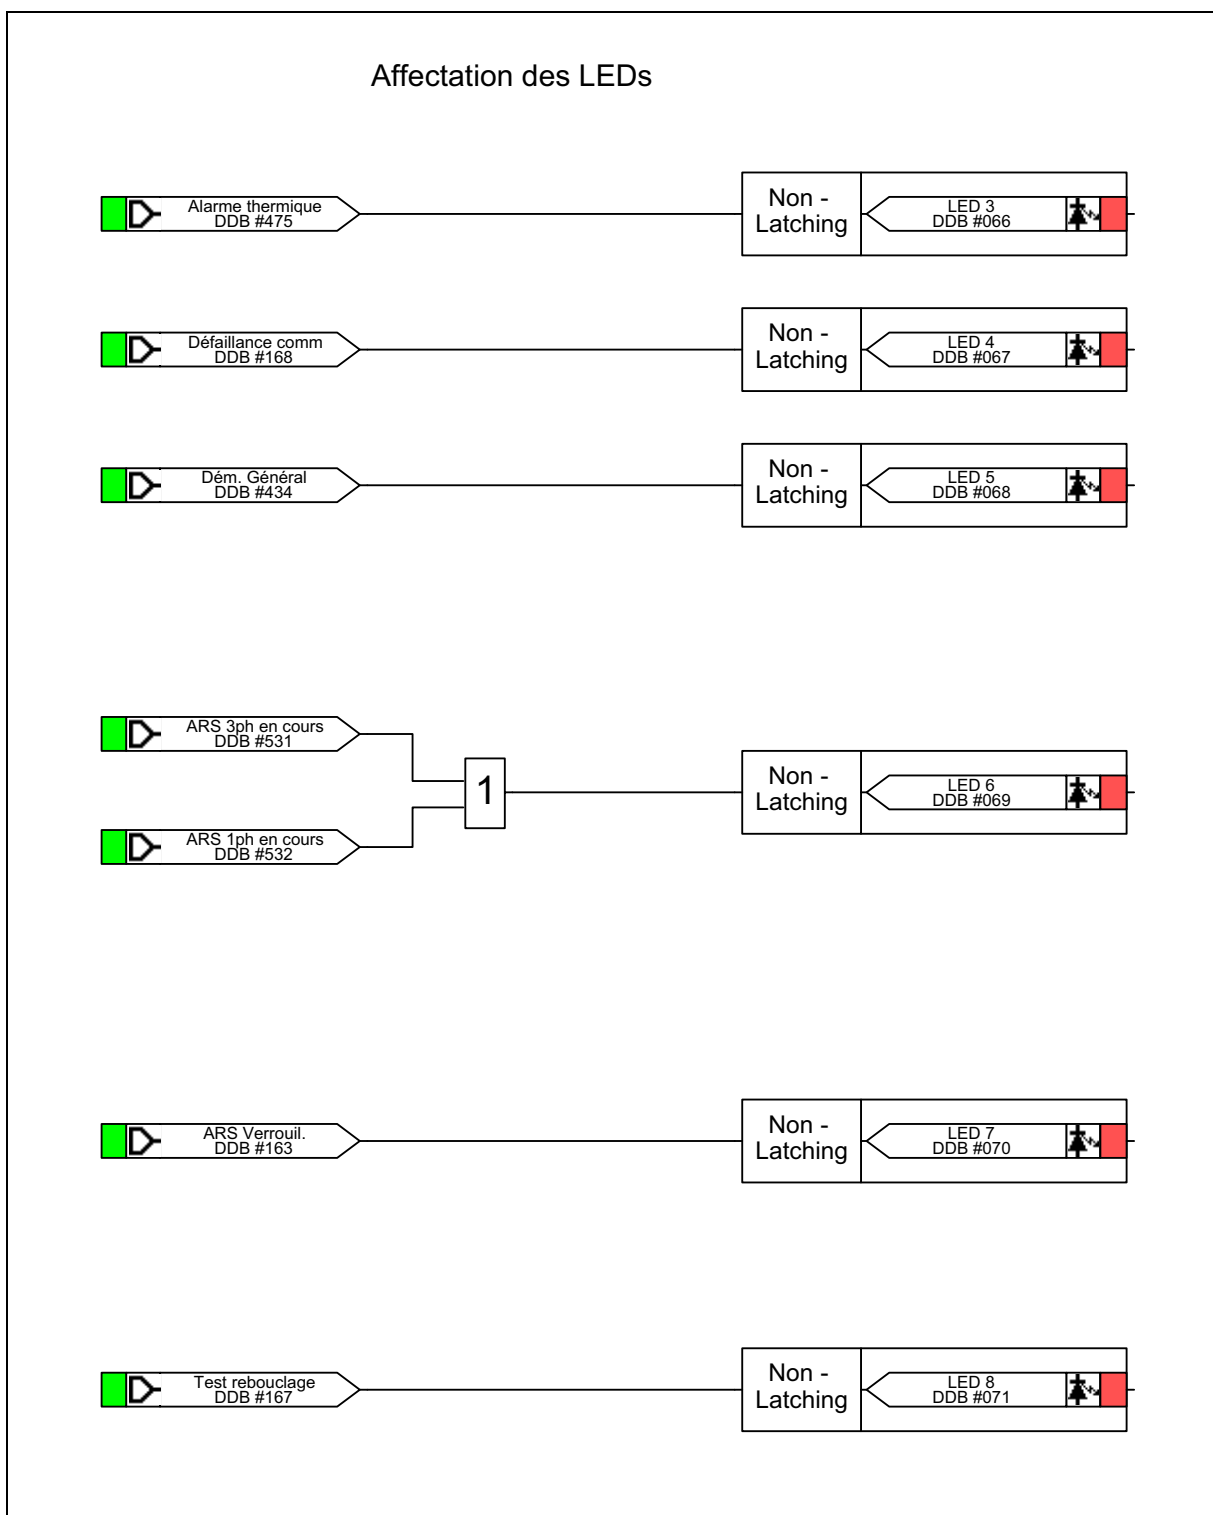 Affectation des LEDs
Alarme thermique
DDB #475
Non -
Latching
LED 3
DDB #066
Défaillance comm
DDB #168
Non -
Latching
LED 4
DDB #067
Dém. Général
DDB #434
Non -
Latching
LED 5
DDB #068
ARS 3ph en cours
DDB #531
ARS 1ph en cours
DDB #532
1
Non -
Latching
LED 6
DDB #069
ARS Verrouil.
DDB #163
Non -
Latching
LED 7
DDB #070
Test rebouclage
DDB #167
Non -
Latching
LED 8
DDB #071